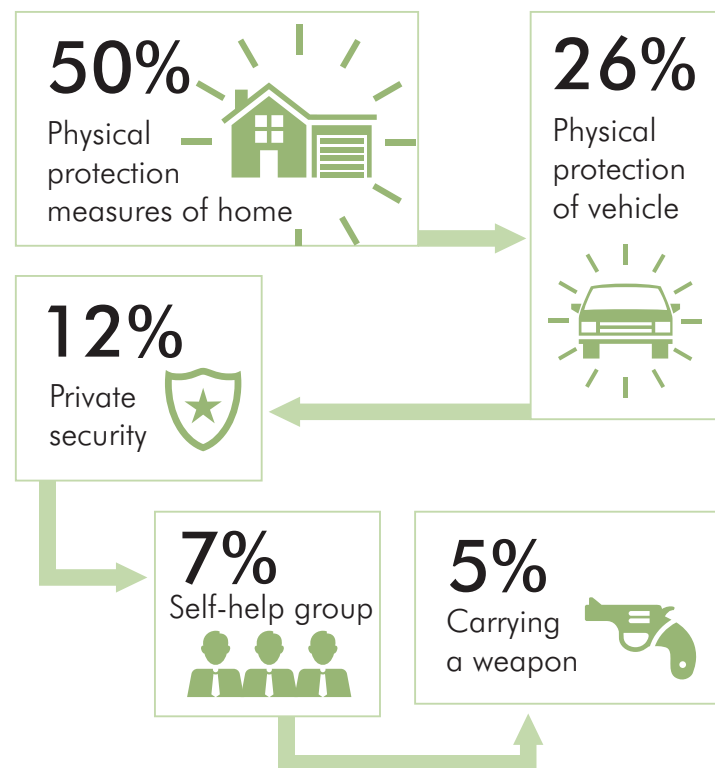 50%
Physical
protection
measures of home
26%
Physical
protection
of vehicle
12%
Private
security
7%
Self-help group
5%
Carrying
a weapon